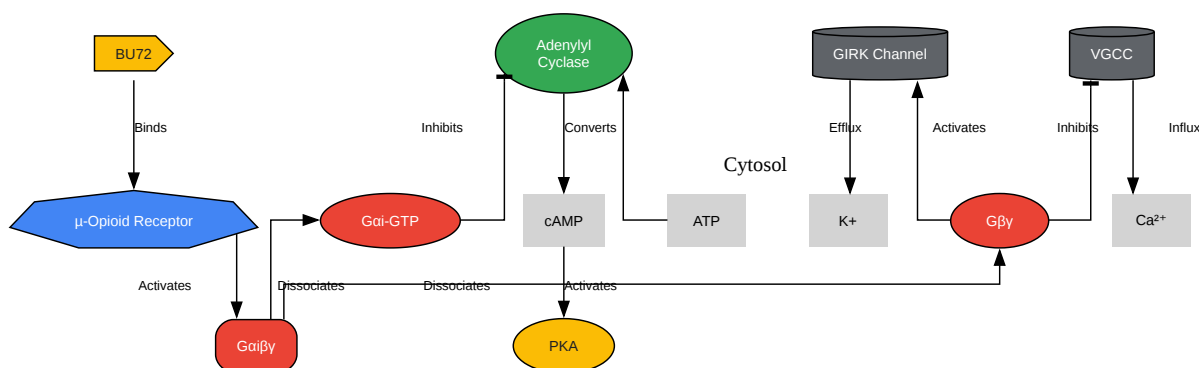 BU72
Adenylyl
Cyclase
GIRK Channel
VGCC
Binds
Inhibits
Converts
Efflux
Activates
Inhibits
Influx
Cytosol
µ-Opioid Receptor
Gαi-GTP
cAMP
ATP
K+
Gβγ
Ca²⁺
Activates
Dissociates
Dissociates
Activates
Gαiβγ
PKA